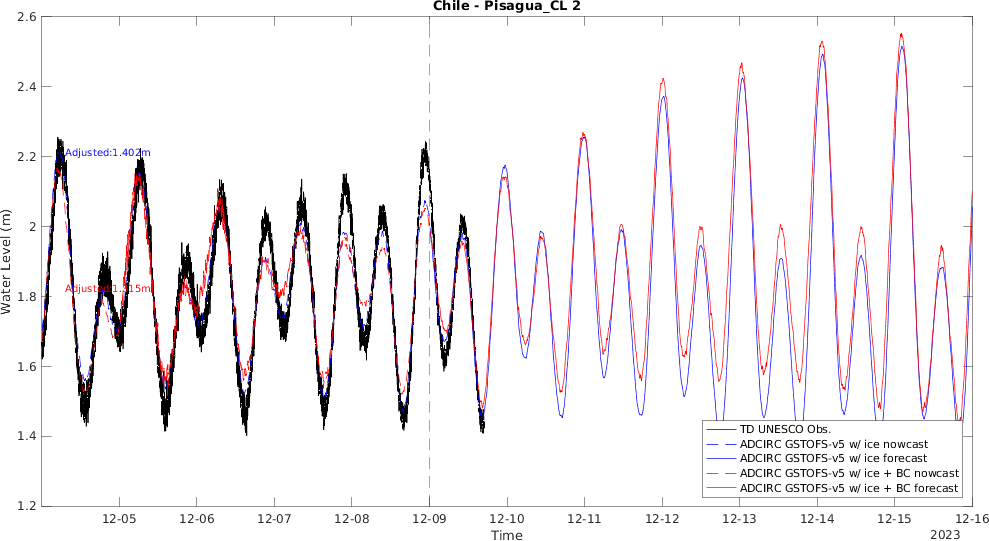 Chile - Pisagua_CL 2
2.6
2.4
2.2
2
1.8
1.6
1.4
1.2
Water Level (m)
Adjusted:1.402m
TD UNESCO Obs.
ADCIRC GSTOFS-v5 w/ ice nowcast
ADCIRC GSTOFS-v5 w/ ice forecast
ADCIRC GSTOFS-v5 w/ ice + BC nowcast
ADCIRC GSTOFS-v5 w/ ice + BC forecast
12-05 12-06 12-07 12-08 12-09 12-10 12-11 12-12 12-13 12-14 12-15 12-16
Time
2023